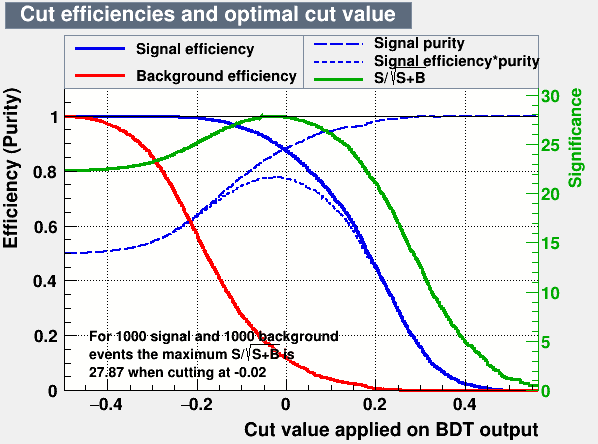 Cut efficiencies and optimal cut value
Signal efficiency
Background efficiency
Signal purity
Signal efficiency*purity
S/√S+B
Efficiency (Purity)
1
0.8
0.6
0.4
0.2
0
30
25
20
15
10
5
0
Significance
For 1000 signal and 1000 background
events the maximum S/√S+B is
27.87 when cutting at -0.02
−0.4
−0.2
0
0.2
0.4
Cut value applied on BDT output